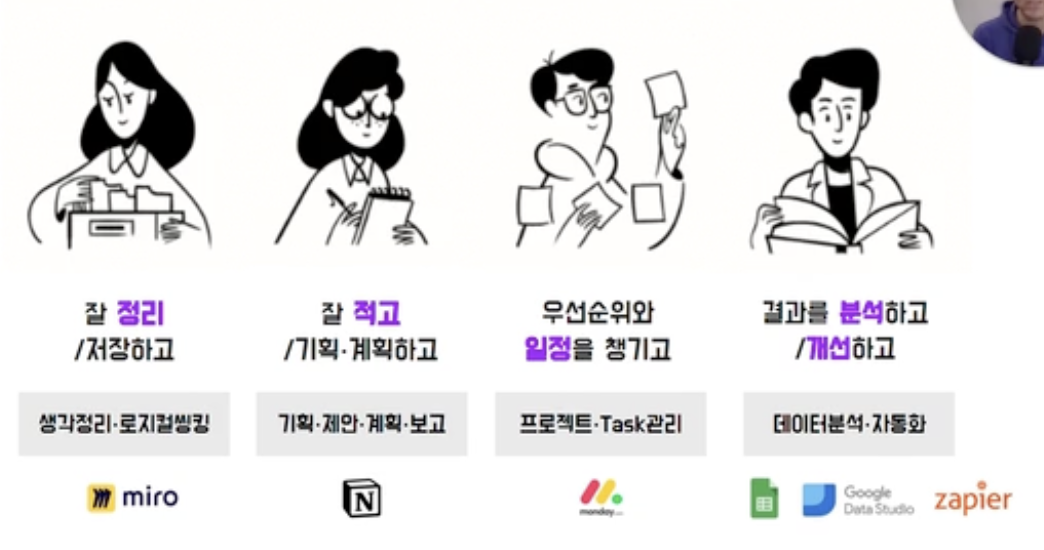 잘 정리
/저장하고
잘 적고
/기획·계획하고
우선순위와
일정을 챙기고
결과를 분석하고
/개선하고
생각정리·로지컬씽킹
기획·제안·계획·보고
프로젝트·Task관리
데이터분석·자동화
miro
N
monday.com
Google
Data Studio
zapier